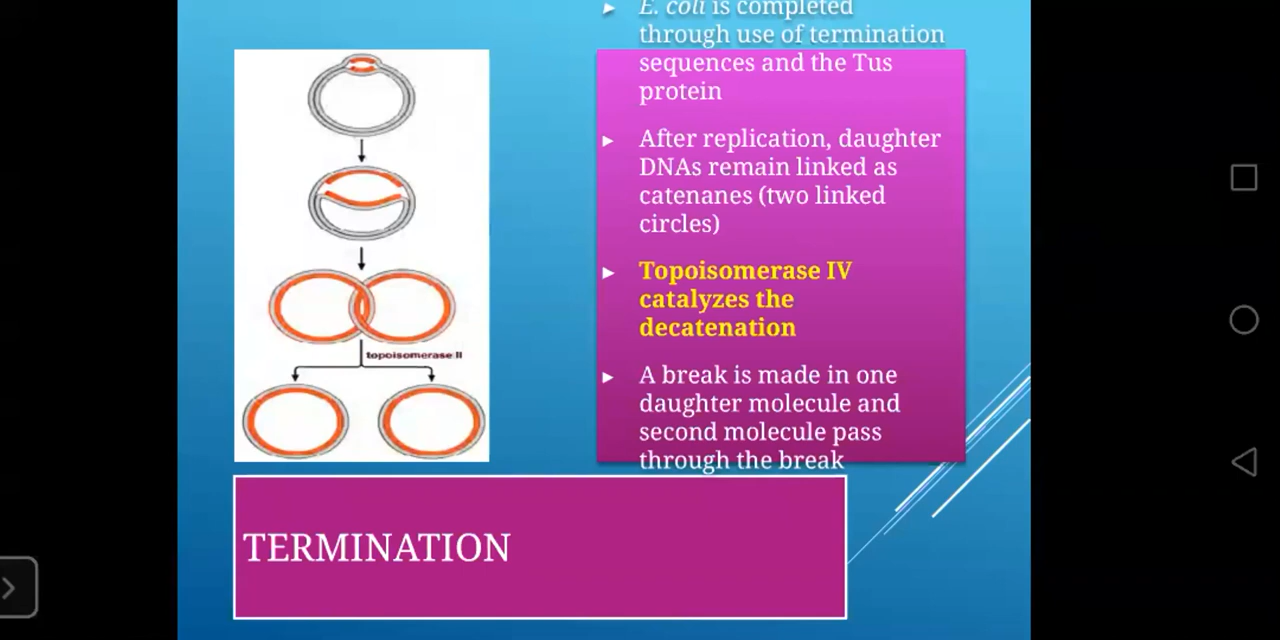 E. coli is completed
through use of termination
sequences and the Tus
protein
► After replication, daughter
DNAs remain linked as
catenanes (two linked
circles)
► Topoisomerase IV
catalyzes the
decatenation
► A break is made in one
daughter molecule and
second molecule pass
through the break
topoisomerase II
TERMINATION